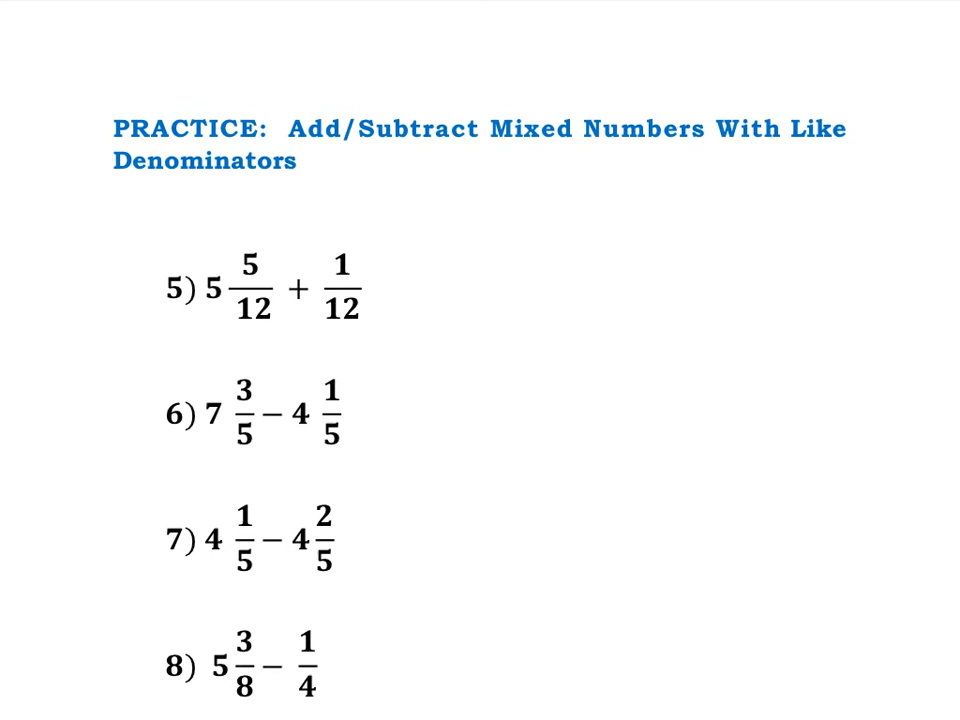 PRACTICE: Add/Subtract Mixed Numbers With Like
Denominators
5) 5 5/12 + 1/12
6) 7 3/5 − 4 1/5
7) 4 1/5 − 4 2/5
8) 5 3/8 − 1/4